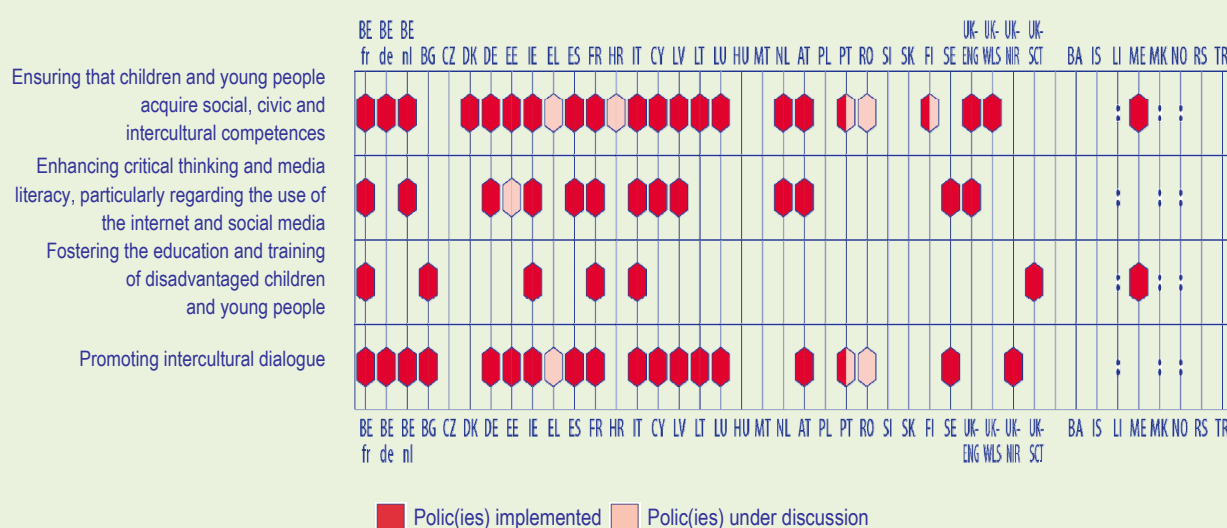 BE BE BE UK- UK- UK- UK-
fr de nl BG CZ DK DE EE IE EL ES FR HR IT CY LV LT LU HU MT NL AT PL PT RO SI SK FI SE ENG WLS NIR SCT BA IS LI ME MK NO RS TR
Ensuring that children and young people
acquire social, civic and
intercultural competences
: : :
Enhancing critical thinking and media
literacy, particularly regarding the use of
the internet and social media
: : :
Fostering the education and training
of disadvantaged children
and young people
: : :
Promoting intercultural dialogue
: : :
BE BE BE BG CZ DK DE EE IE EL ES FR HR IT CY LV LT LU HU MT NL AT PL PT RO SI SK FI SE UK- UK- UK- UK- BA IS LI ME MK NO RS TR
fr de nl ENG WLS NIR SCT
Polic(ies) implemented Polic(ies) under discussion